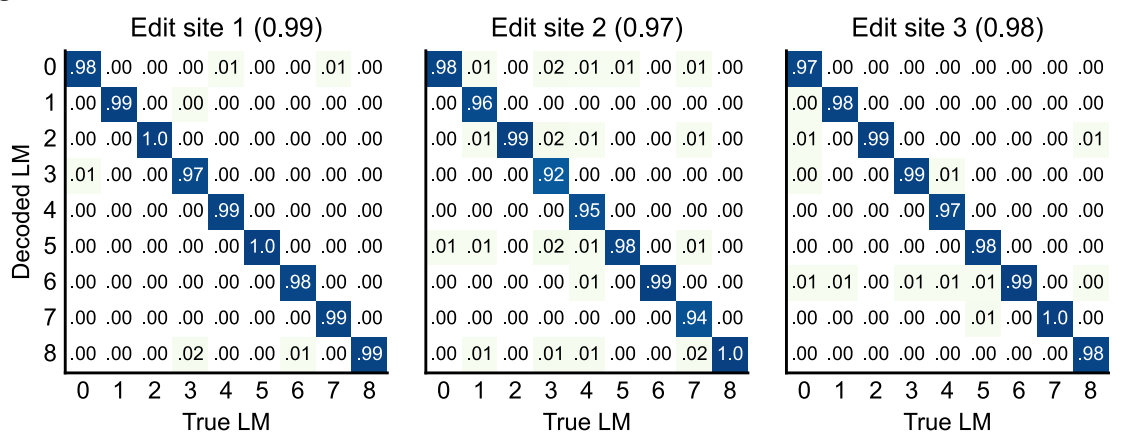 Edit site 1 (0.99) Edit site 2 (0.97) Edit site 3 (0.98)
Decoded LM
0 .98 .00 .00 .00 .01 .00 .00 .01 .00 .98 .01 .00 .02 .01 .01 .00 .01 .00 .97 .00 .00 .00 .00 .00 .00 .00 .00
1 .00 .99 .00 .00 .00 .00 .00 .00 .00 .00 .96 .00 .00 .00 .00 .00 .00 .00 .00 .98 .00 .00 .00 .00 .00 .00 .00
2 .00 .00 1.0 .00 .00 .00 .00 .00 .00 .00 .01 .99 .02 .01 .00 .00 .01 .00 .01 .00 .99 .00 .00 .00 .00 .00 .01
3 .01 .00 .00 .97 .00 .00 .00 .00 .00 .00 .00 .00 .92 .00 .00 .00 .00 .00 .00 .00 .00 .99 .01 .00 .00 .00 .00
4 .00 .00 .00 .00 .99 .00 .00 .00 .00 .00 .00 .00 .00 .95 .00 .00 .00 .00 .00 .00 .00 .00 .97 .00 .00 .00 .00
5 .00 .00 .00 .00 .00 1.0 .00 .00 .00 .01 .01 .00 .02 .01 .98 .00 .01 .00 .00 .00 .00 .00 .00 .98 .00 .00 .00
6 .00 .00 .00 .00 .00 .00 .98 .00 .00 .00 .00 .00 .00 .01 .00 .99 .00 .00 .01 .01 .00 .01 .01 .01 .99 .00 .00
7 .00 .00 .00 .00 .00 .00 .00 .99 .00 .00 .00 .00 .00 .00 .00 .00 .94 .00 .00 .00 .00 .00 .00 .01 .00 1.0 .00
8 .00 .00 .00 .02 .00 .00 .01 .00 .99 .00 .01 .00 .01 .01 .00 .00 .02 1.0 .00 .00 .00 .00 .00 .00 .00 .00 .98
0 1 2 3 4 5 6 7 8 0 1 2 3 4 5 6 7 8 0 1 2 3 4 5 6 7 8
True LM True LM True LM